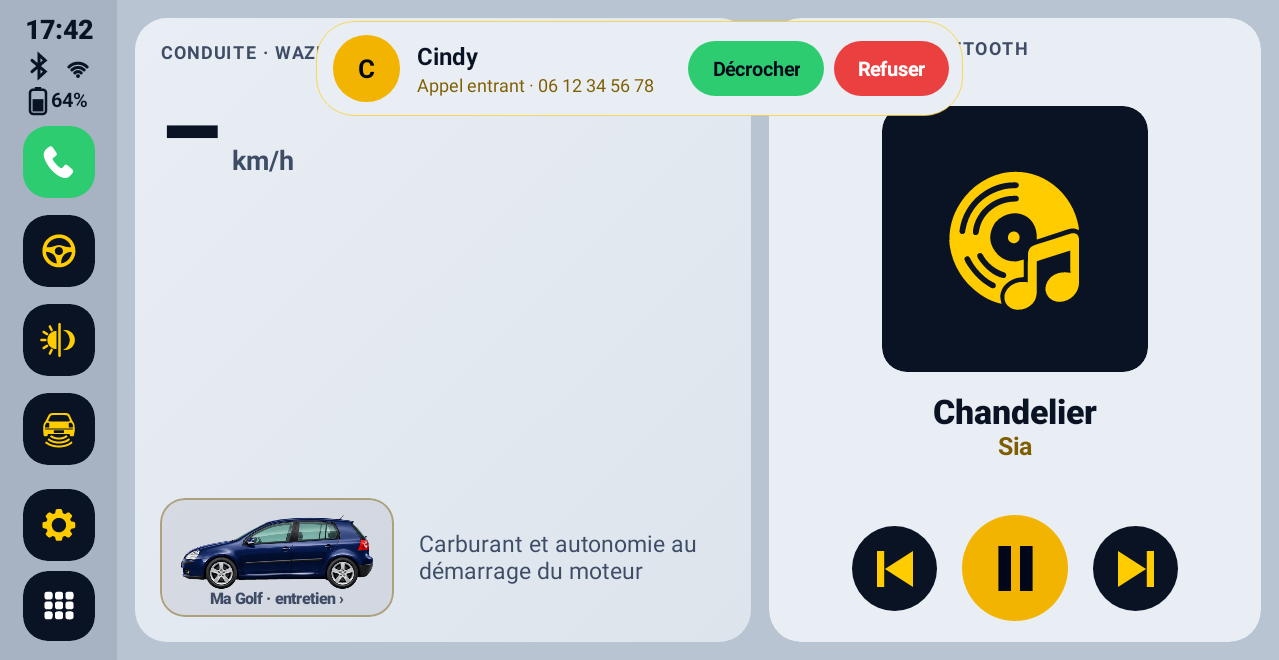 17:42
64%
CONDUITE · WAZ
C
Cindy
Appel entrant · 06 12 34 56 78
Décrocher
Refuser
TOOTH
km/h
Chandelier
Sia
Carburant et autonomie au
démarrage du moteur
Ma Golf · entretien ›